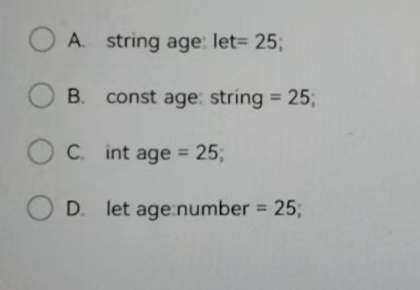 A. string age: let= 25;
B. const age: string = 25;
C. int age = 25;
D. let age:number = 25;